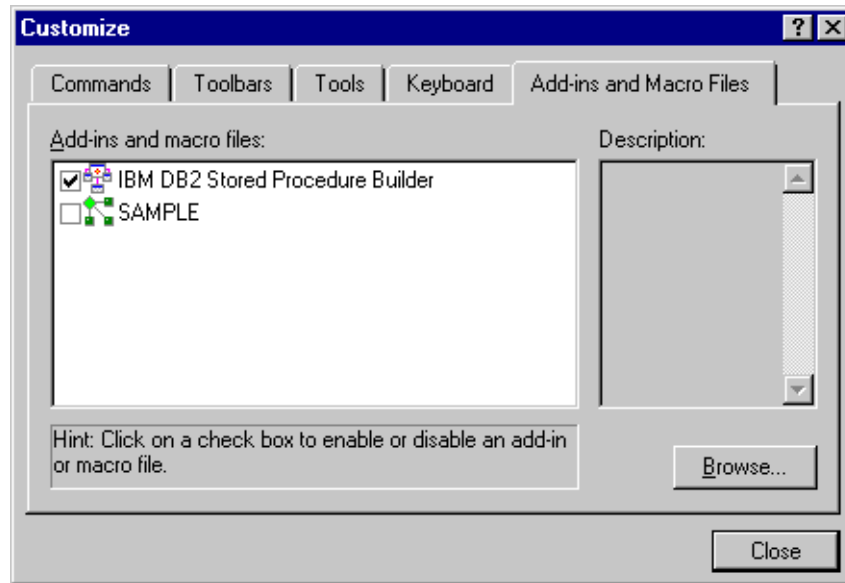 Customize
Commands
Toolbars
Tools
Keyboard
Add-ins and Macro Files
Add-ins and macro files:
Description:
IBM DB2 Stored Procedure Builder
SAMPLE
Hint: Click on a check box to enable or disable an add-in
or macro file.
Browse...
Close